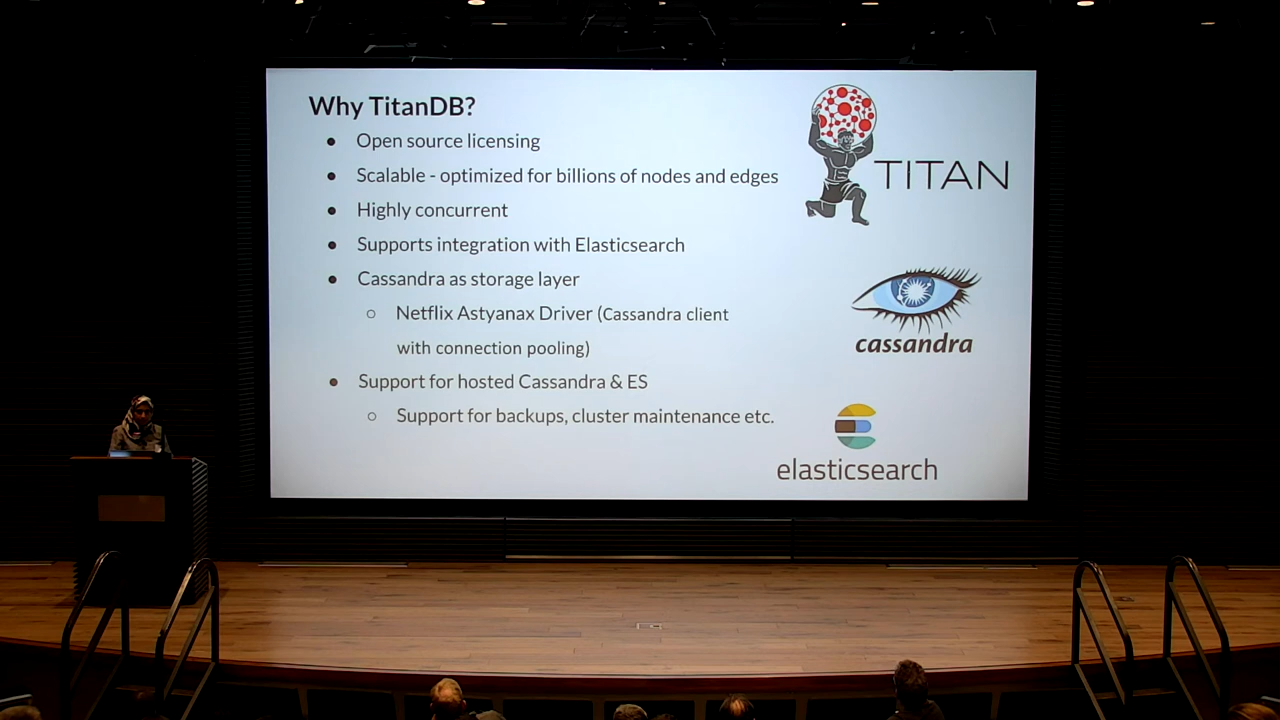 Why TitanDB?
● Open source licensing
● Scalable - optimized for billions of nodes and edges
● Highly concurrent
● Supports integration with Elasticsearch
● Cassandra as storage layer
○ Netflix Astyanax Driver (Cassandra client
with connection pooling)
● Support for hosted Cassandra & ES
○ Support for backups, cluster maintenance etc.
TITAN
cassandra
elasticsearch